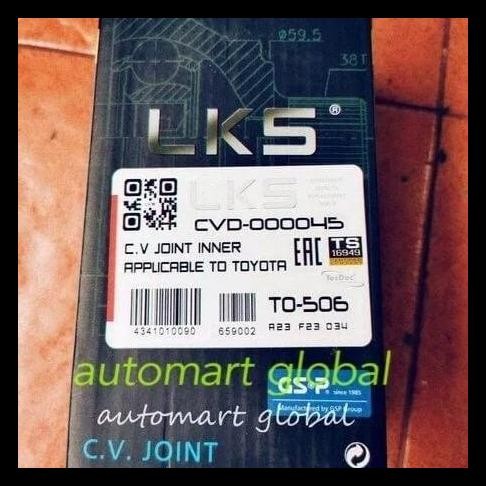 ø59.5
38T
LKS®
LKS
CVD-000045
C.V JOINT INNER
APPLICABLE TO TOYOTA
EAC
TS
16949
TecDoc
TO-506
4341010090
659002
A23 F23 034
automart global
GSP since 1985
Manufactured by GSP Group
automart global
C.V. JOINT